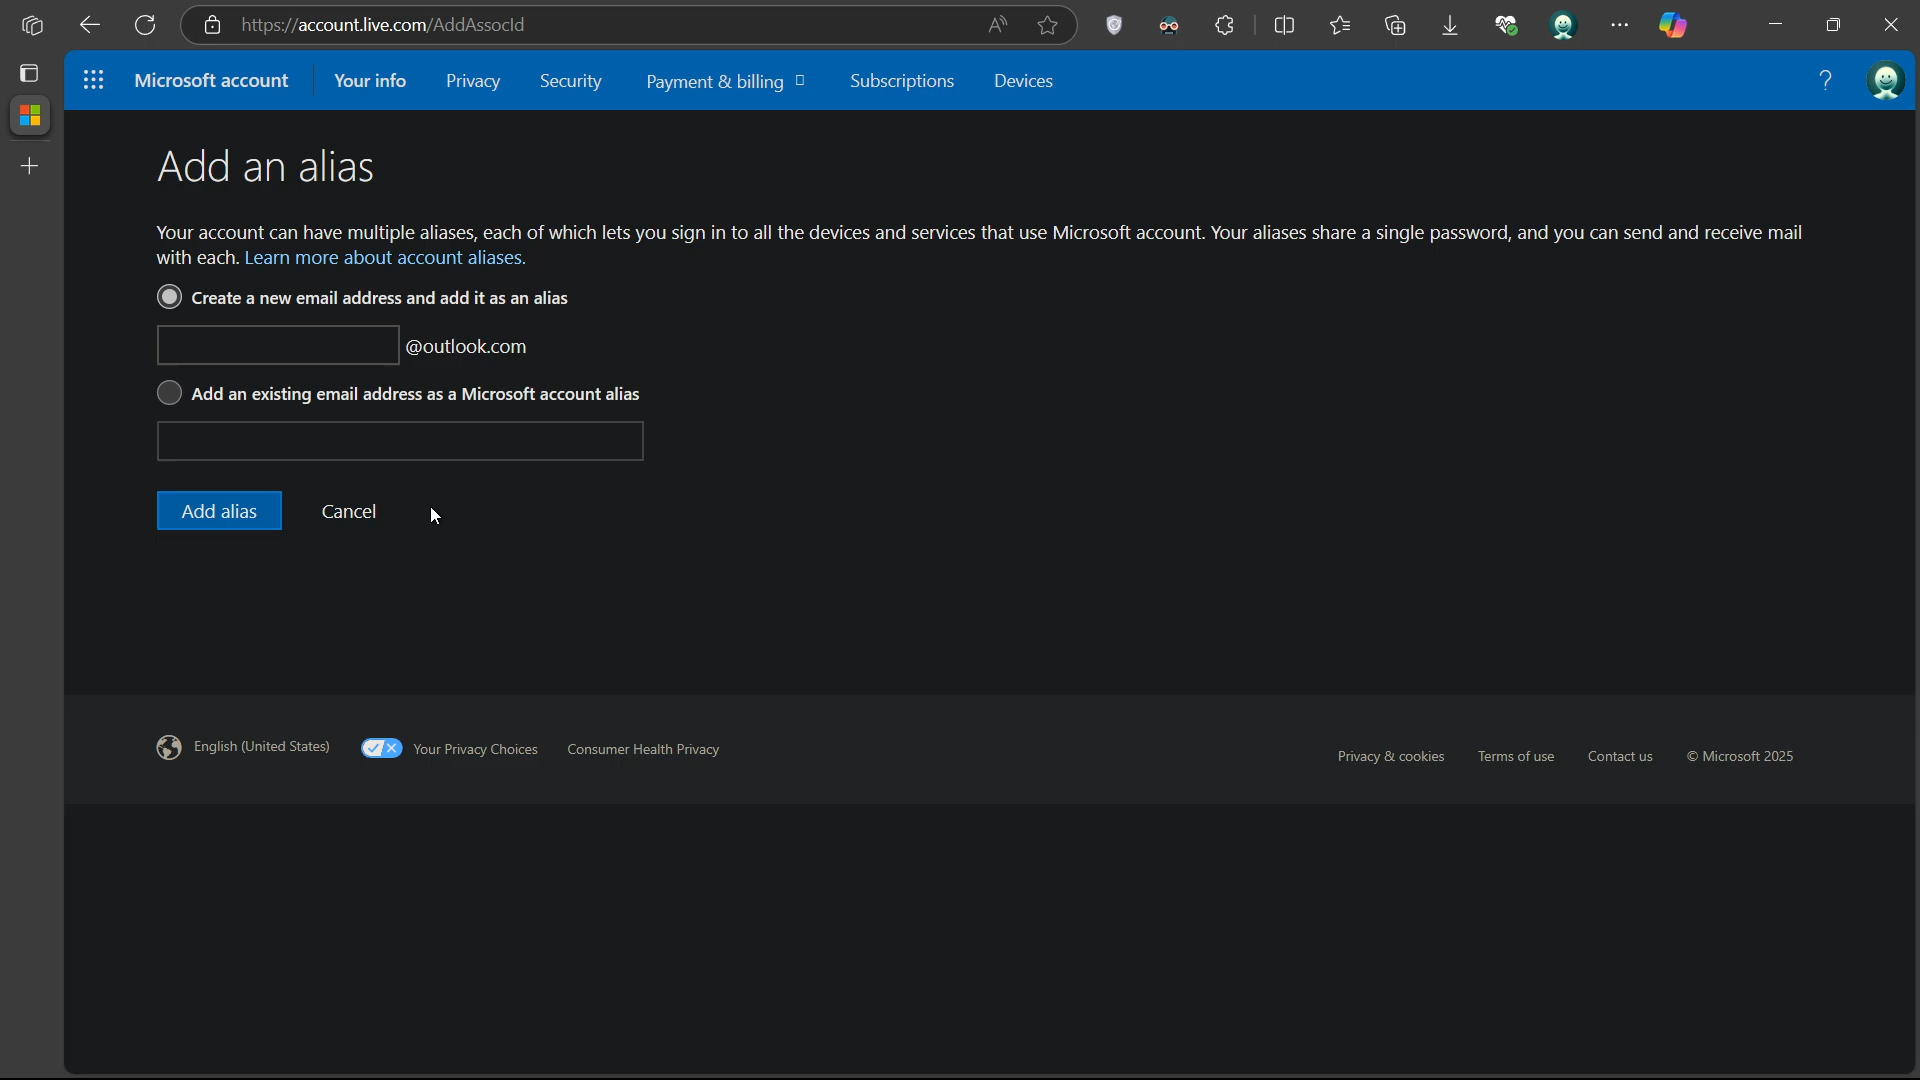 https://account.live.com/AddAssocId
Microsoft account
Your info
Privacy
Security
Payment & billing
Subscriptions
Devices
?
Add an alias
Your account can have multiple aliases, each of which lets you sign in to all the devices and services that use Microsoft account. Your aliases share a single password, and you can send and receive mail
with each. Learn more about account aliases.
Create a new email address and add it as an alias
@outlook.com
Add an existing email address as a Microsoft account alias
Add alias
Cancel
English (United States)
Your Privacy Choices
Consumer Health Privacy
Privacy & cookies
Terms of use
Contact us
© Microsoft 2025